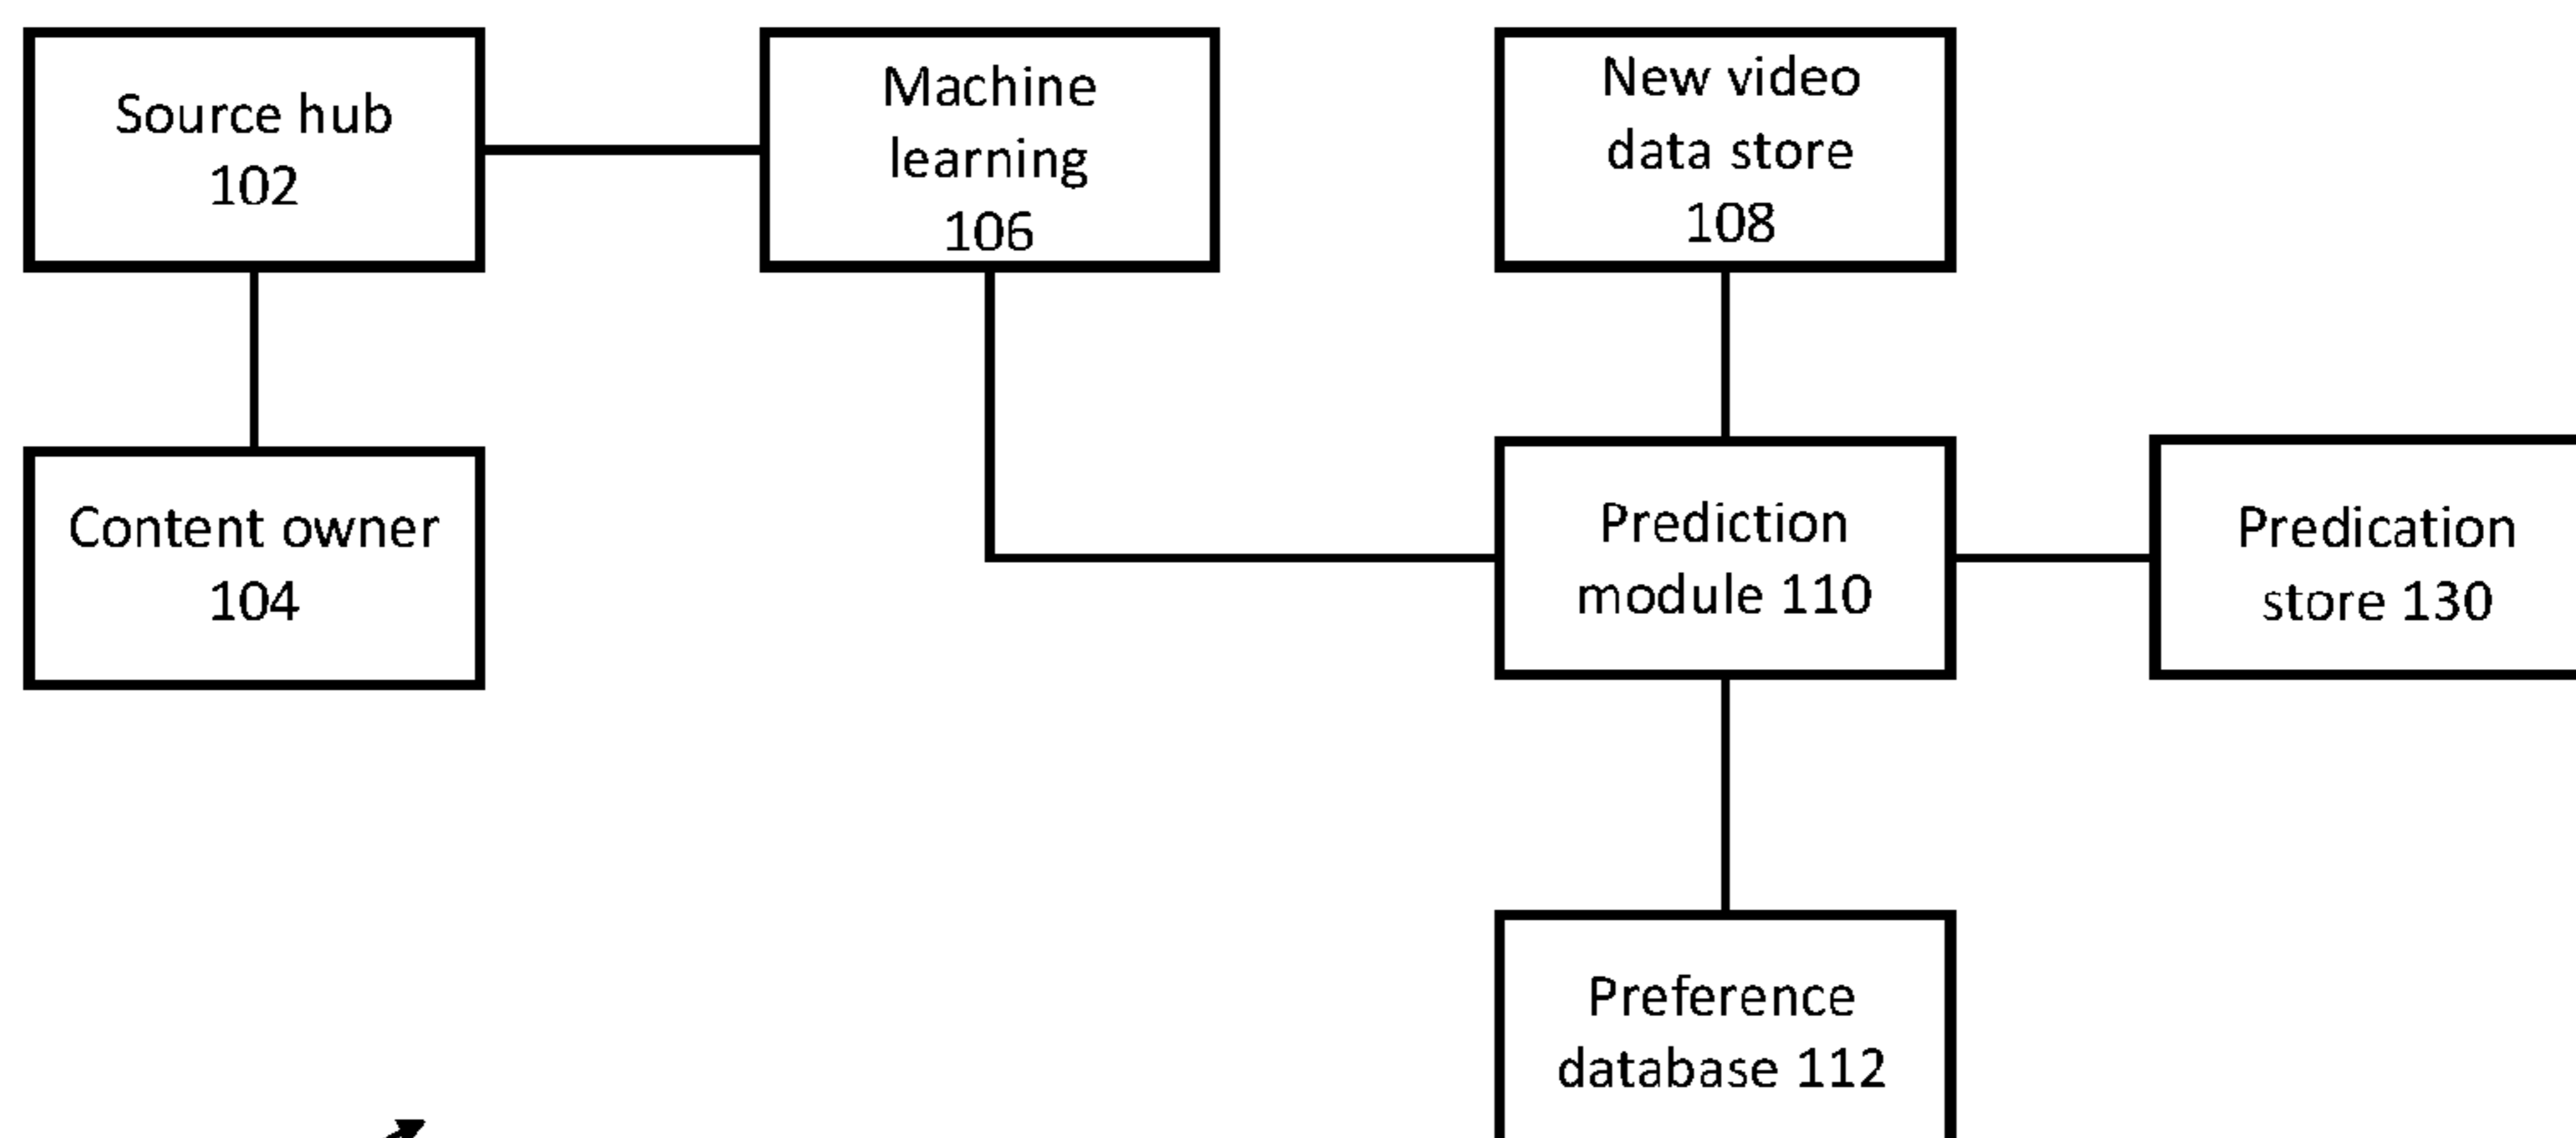 Source hub
102
Machine
learning
106
New video
data store
108
Content owner
104
Prediction
module 110
Predication
store 130
Preference
database 112